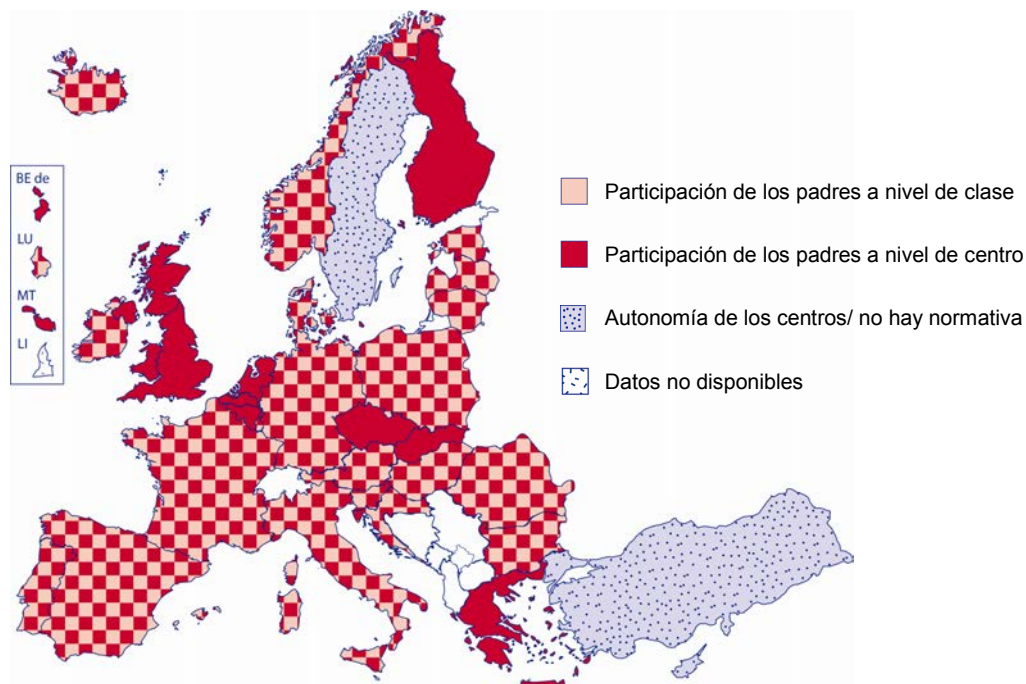 BE de
LU
MT
LI
Participación de los padres a nivel de clase
Participación de los padres a nivel de centro
Autonomía de los centros/ no hay normativa
Datos no disponibles